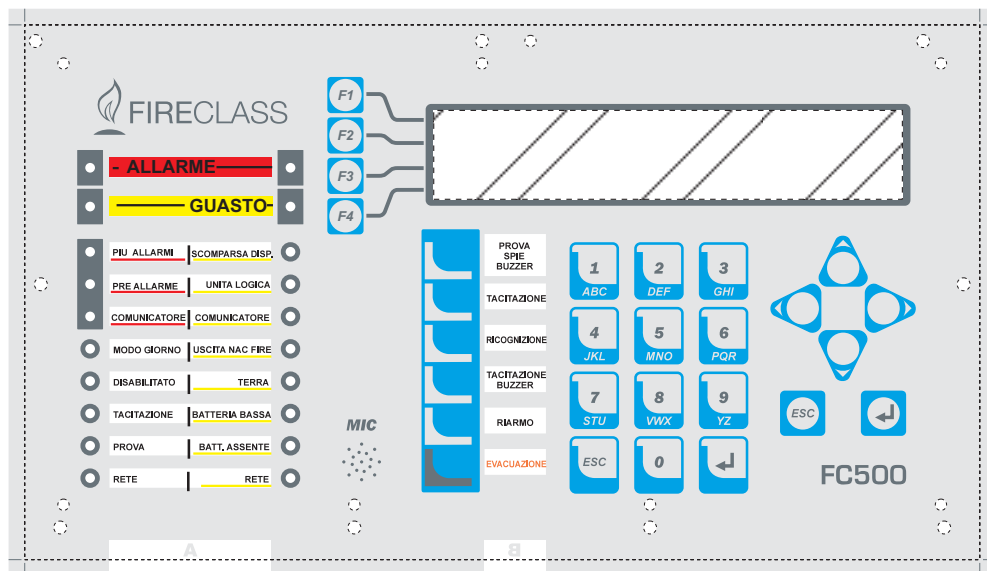 FIRECLASS
- ALLARME
GUASTO-
PIU ALLARMI SCOMPARSA DISP.
PRE ALLARME UNITA LOGICA
COMUNICATORE COMUNICATORE
MODO GIORNO USCITA NAC FIRE
DISABILITATO TERRA
TACITAZIONE BATTERIA BASSA
PROVA BATT. ASSENTE
RETE RETE
A
F1
F2
F3
F4
MIC
PROVA
SPIE
BUZZER
TACITAZIONE
RICOGNIZIONE
TACITAZIONE
BUZZER
RIARMO
EVACUAZIONE
B
1 2 3
ABC DEF GHI
4 5 6
JKL MNO PQR
7 8 9
STU VWX YZ
ESC 0
ESC
FC500